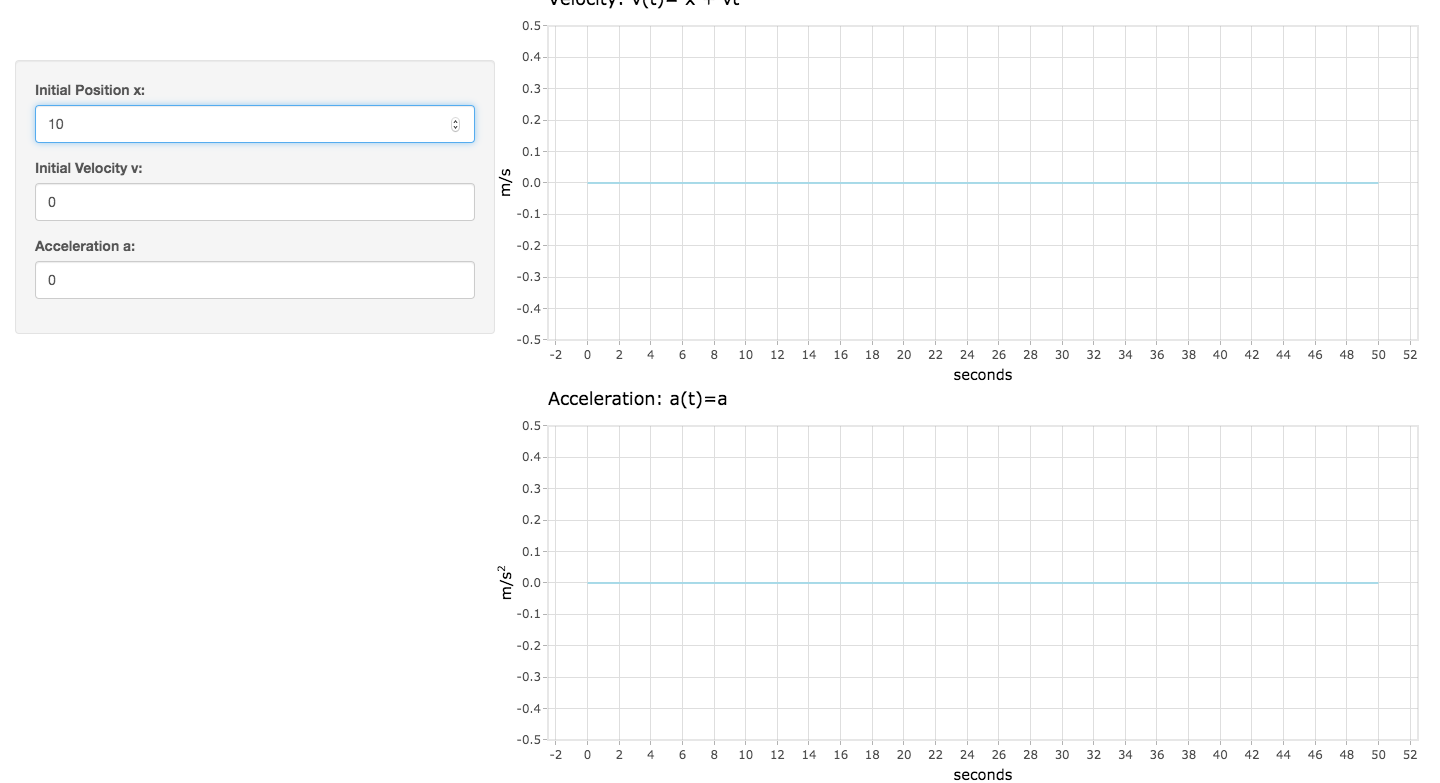 Velocity: v(t)= x + vt
Initial Position x:
10
Initial Velocity v:
0
Acceleration a:
0
m/s
0.5
0.4
0.3
0.2
0.1
0.0
-0.1
-0.2
-0.3
-0.4
-0.5
-2 0 2 4 6 8 10 12 14 16 18 20 22 24 26 28 30 32 34 36 38 40 42 44 46 48 50 52
seconds
Acceleration: a(t)=a
m/s²
0.5
0.4
0.3
0.2
0.1
0.0
-0.1
-0.2
-0.3
-0.4
-0.5
-2 0 2 4 6 8 10 12 14 16 18 20 22 24 26 28 30 32 34 36 38 40 42 44 46 48 50 52
seconds